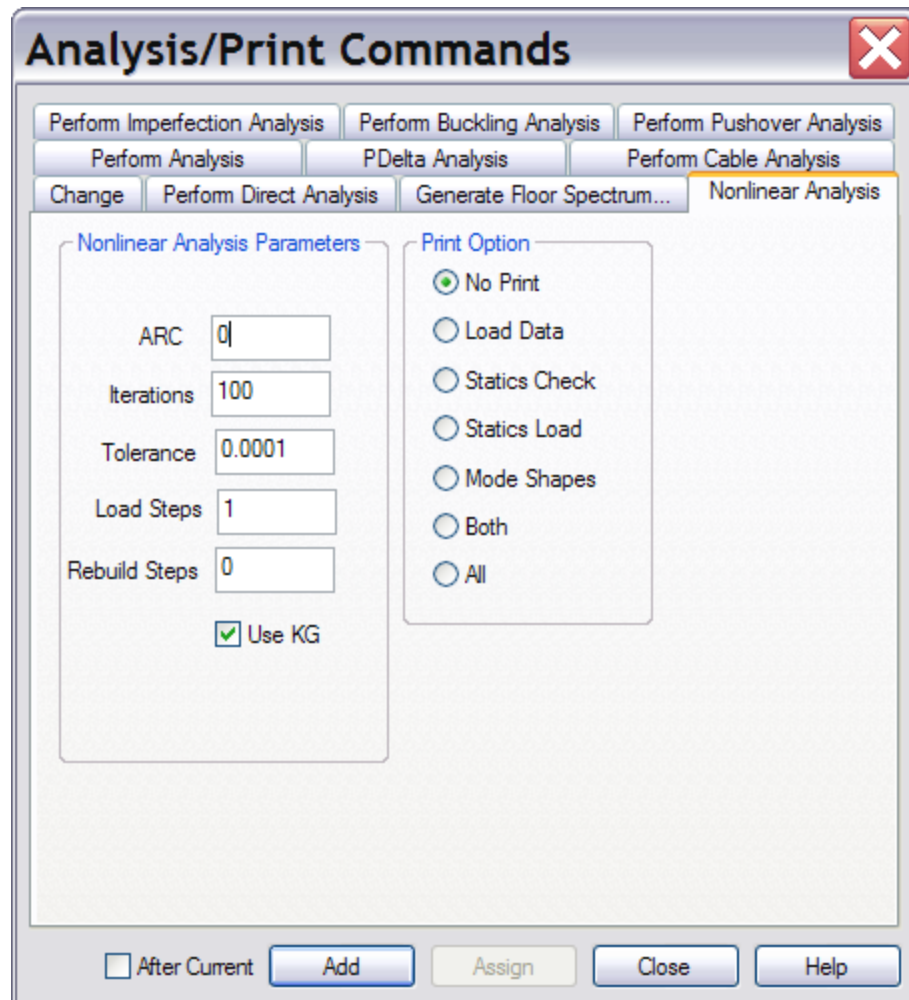 Analysis/Print Commands
Perform Imperfection Analysis Perform Buckling Analysis Perform Pushover Analysis
Perform Analysis PDelta Analysis Perform Cable Analysis
Change Perform Direct Analysis Generate Floor Spectrum... Nonlinear Analysis
Nonlinear Analysis Parameters
ARC 0
Iterations 100
Tolerance 0.0001
Load Steps 1
Rebuild Steps 0
Use KG
Print Option
No Print
Load Data
Statics Check
Statics Load
Mode Shapes
Both
All
After Current Add Assign Close Help